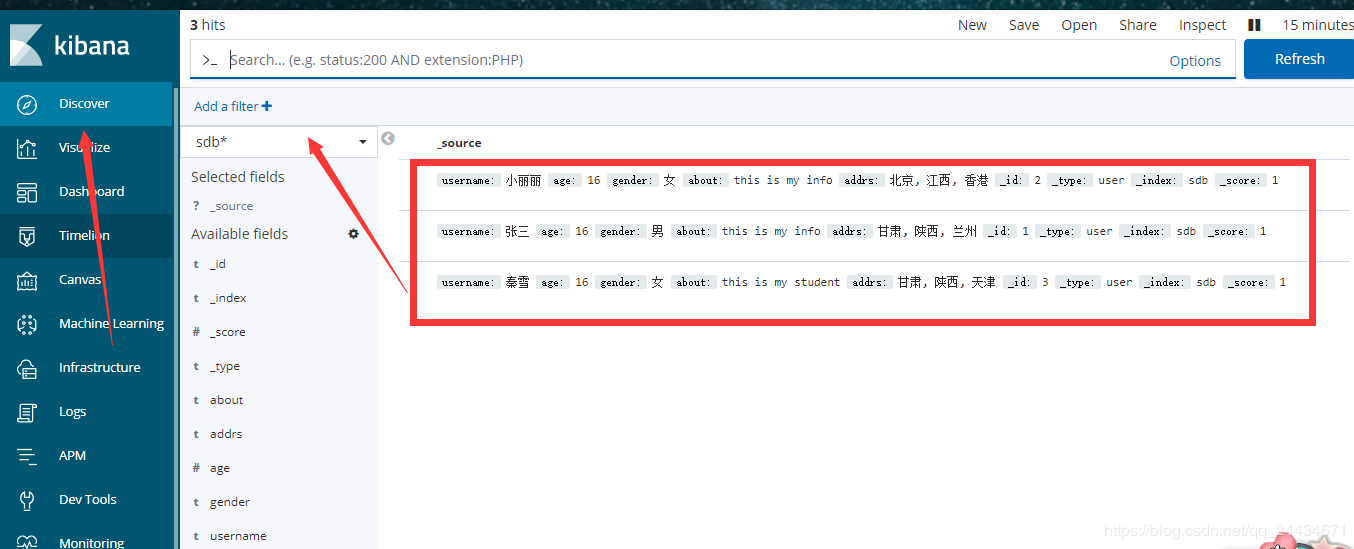 3 hits
New Save Open Share Inspect 15 minutes
kibana
>_ Search... (e.g. status:200 AND extension:PHP) Options
Refresh
Discover
Visualize
Dashboard
Timelion
Canvas
Machine Learning
Infrastructure
Logs
APM
Dev Tools
Monitoring
Add a filter +
sdb*
Selected fields
? _source
Available fields
t _id
t _index
# _score
t _type
t about
t addrs
# age
t gender
t username
_source
username: 小丽丽 age: 16 gender: 女 about: this is my info addrs: 北京, 江西, 香港 _id: 2 _type: user _index: sdb _score: 1
username: 张三 age: 16 gender: 男 about: this is my info addrs: 甘肃, 陕西, 兰州 _id: 1 _type: user _index: sdb _score: 1
username: 秦雪 age: 16 gender: 女 about: this is my student addrs: 甘肃, 陕西, 天津 _id: 3 _type: user _index: sdb _score: 1
https://blog.csdn.net/qq_34434671